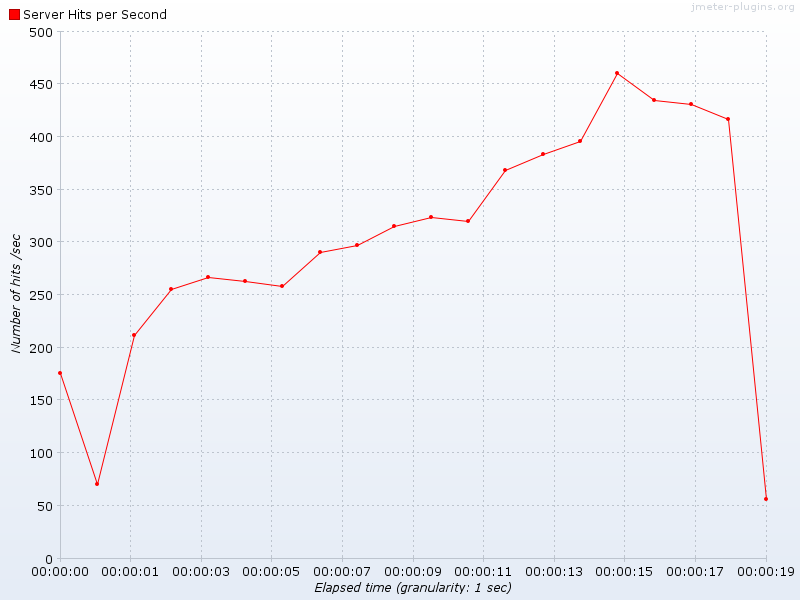 jmeter-plugins.org
Server Hits per Second
500
450
400
350
300
250
200
150
100
50
0
Number of hits /sec
00:00:00 00:00:01 00:00:03 00:00:05 00:00:07 00:00:09 00:00:11 00:00:13 00:00:15 00:00:17 00:00:19
Elapsed time (granularity: 1 sec)